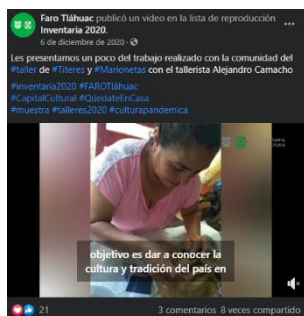 Faro Tláhuac publicó un video en la lista de reproducción
Inventaria 2020.
6 de diciembre de 2020
Les presentamos un poco del trabajo realizado con la comunidad del
#taller de #Títeres y #Marionetas con el tallerista Alejandro Camacho
#inventaria2020 #FAROTláhuac
#CapitalCultural #QúedateEnCasa
#muestra #talleres2020 #culturapandemica
objetivo es dar a conocer la
cultura y tradición del país en
21
3 comentarios 8 veces compartido